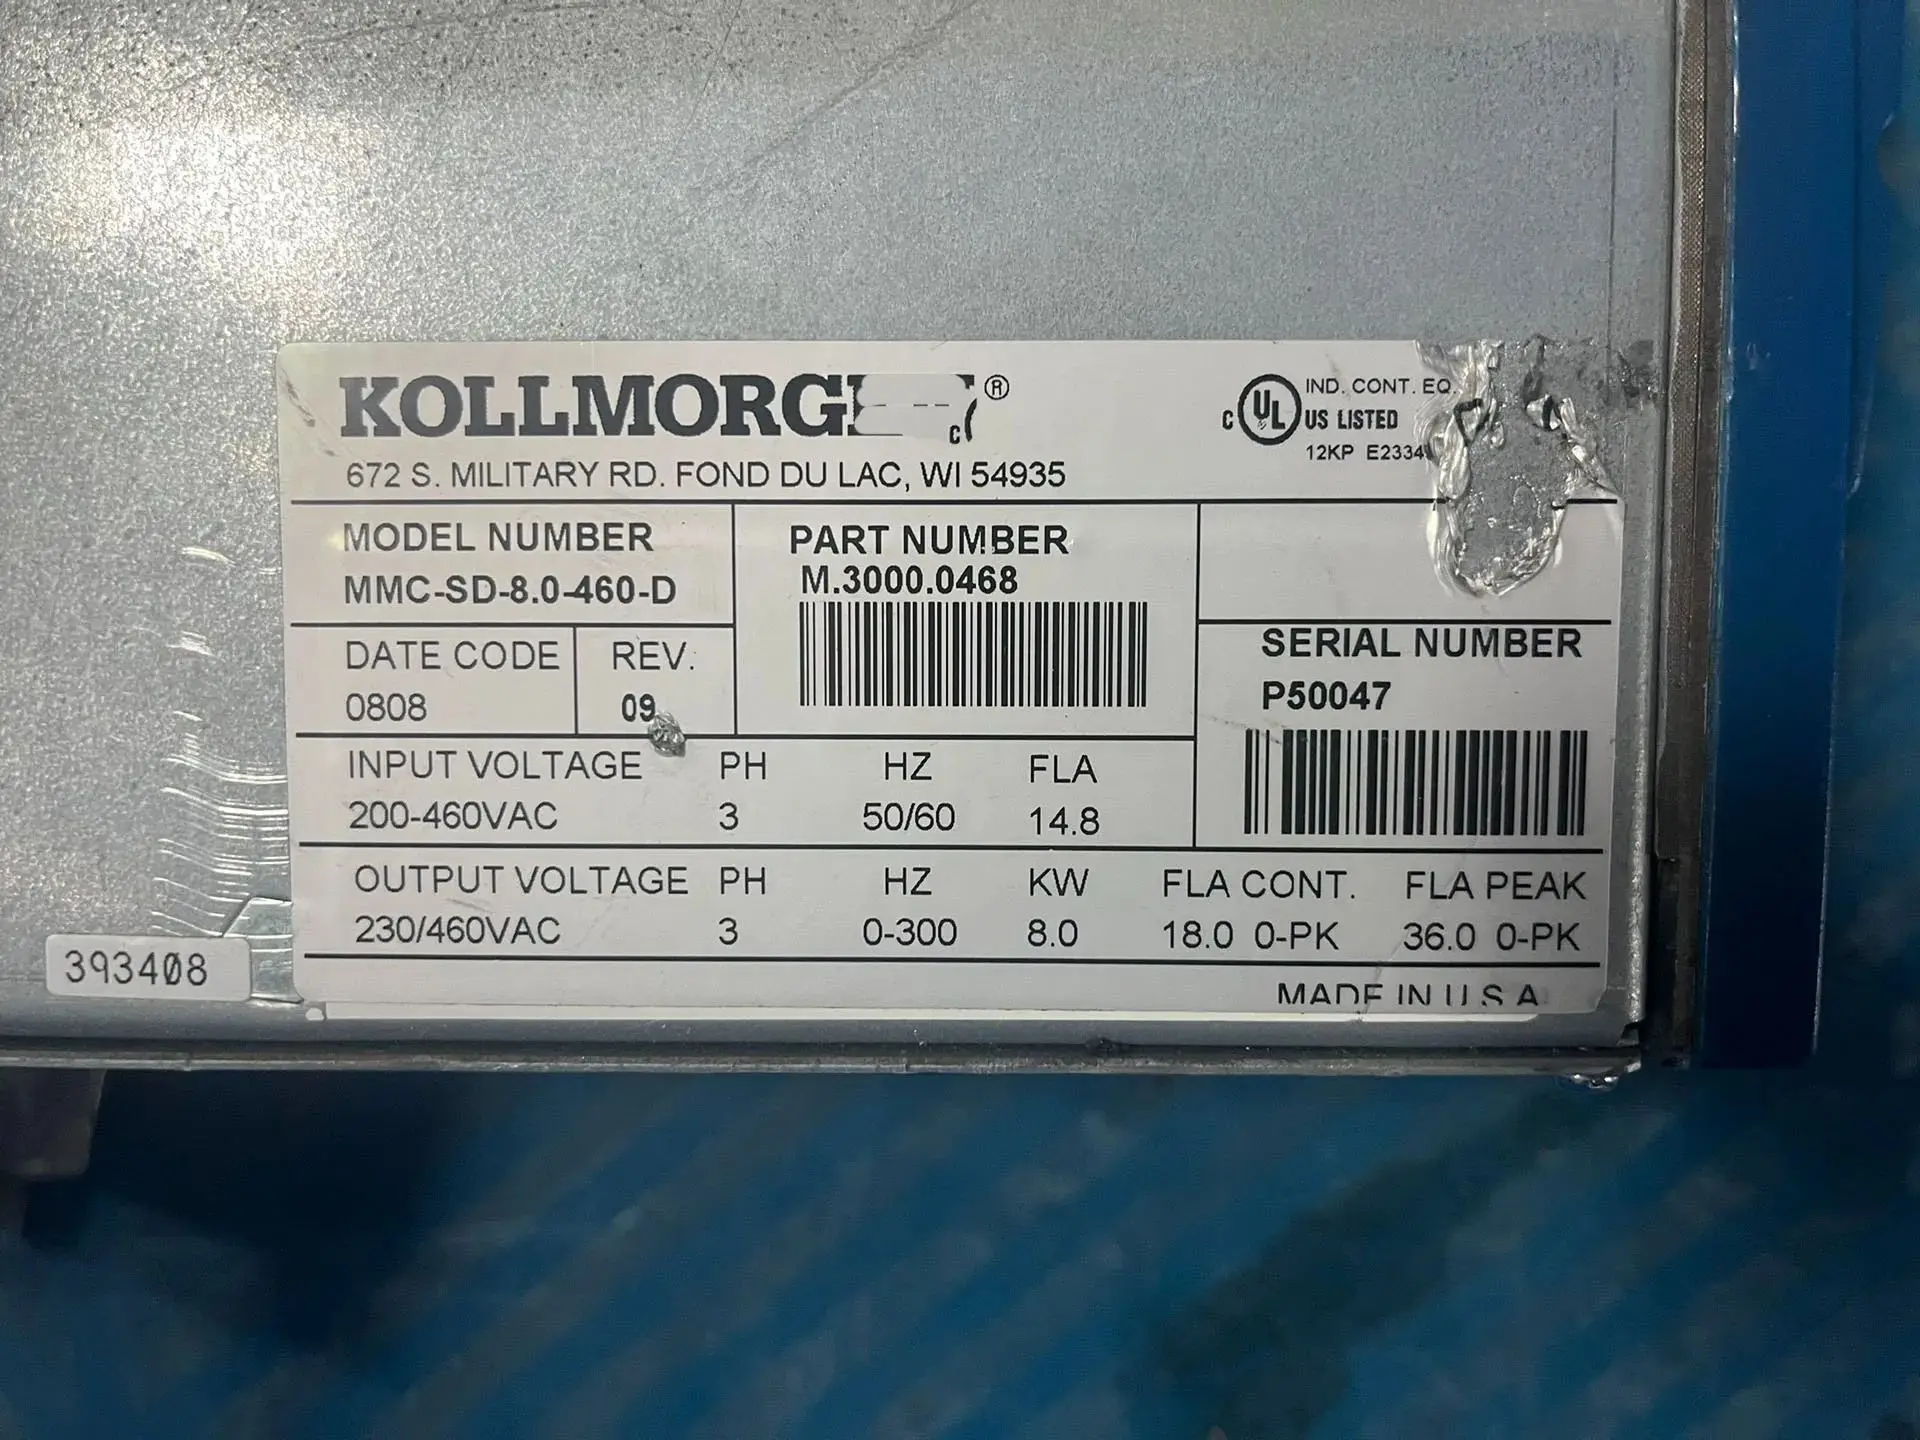 KOLLMORG ®
672 S. MILITARY RD. FOND DU LAC, WI 54935
c UL US LISTED
IND. CONT. EQ.
12KP E2334
MODEL NUMBER
MMC-SD-8.0-460-D
PART NUMBER
M.3000.0468
DATE CODE
0808
REV.
09
SERIAL NUMBER
P50047
INPUT VOLTAGE PH HZ FLA
200-460VAC 3 50/60 14.8
OUTPUT VOLTAGE PH HZ KW FLA CONT. FLA PEAK
230/460VAC 3 0-300 8.0 18.0 0-PK 36.0 0-PK
MADE IN U.S.A
393408